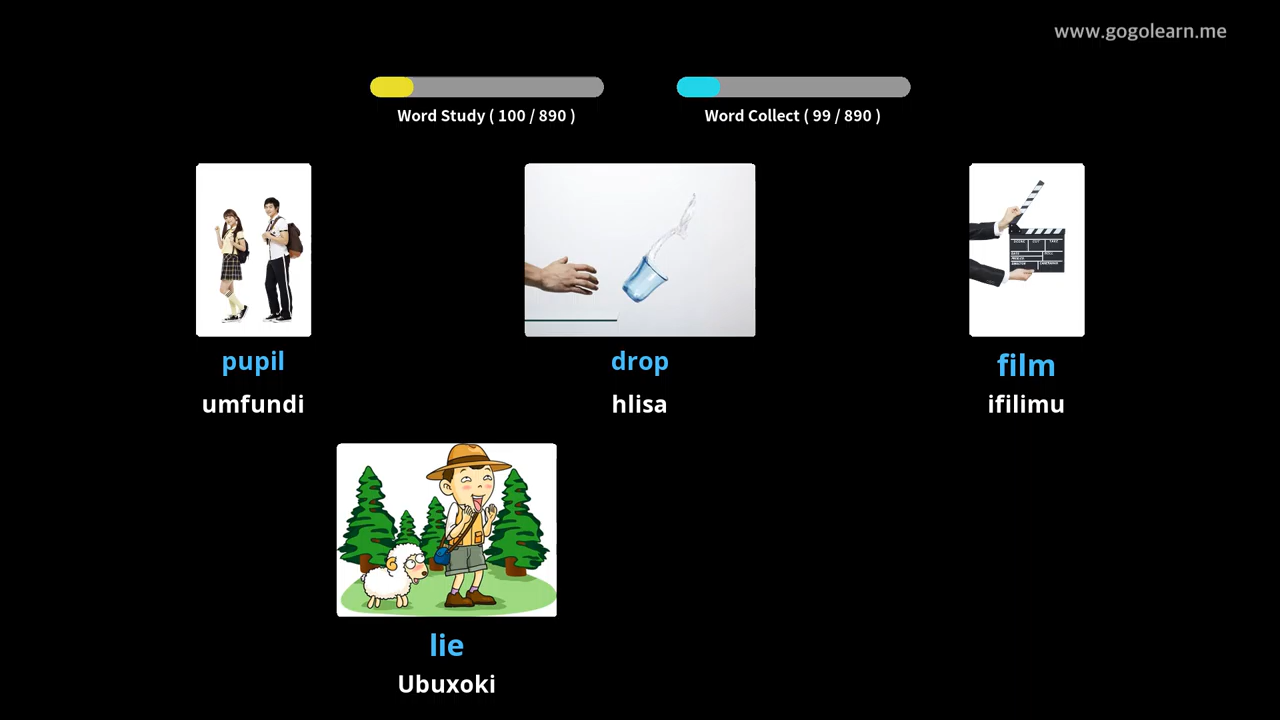 www.gogolearn.me
Word Study ( 100 / 890 )
Word Collect ( 99 / 890 )
pupil
umfundi
drop
hlisa
film
ifilimu
lie
Ubuxoki